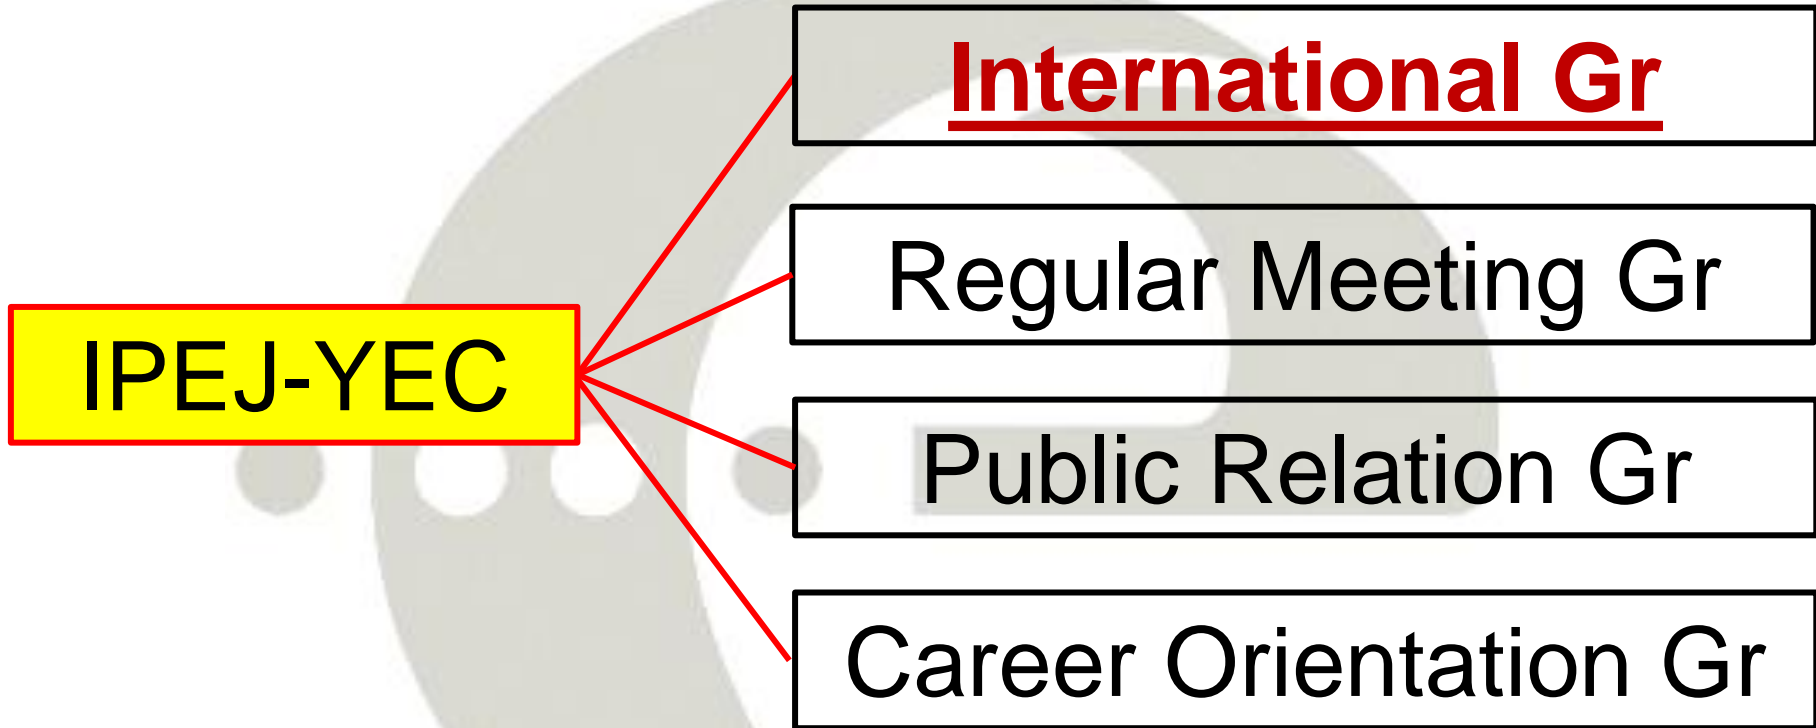 International Gr
Regular Meeting Gr
IPEJ-YEC
Public Relation Gr
Career Orientation Gr